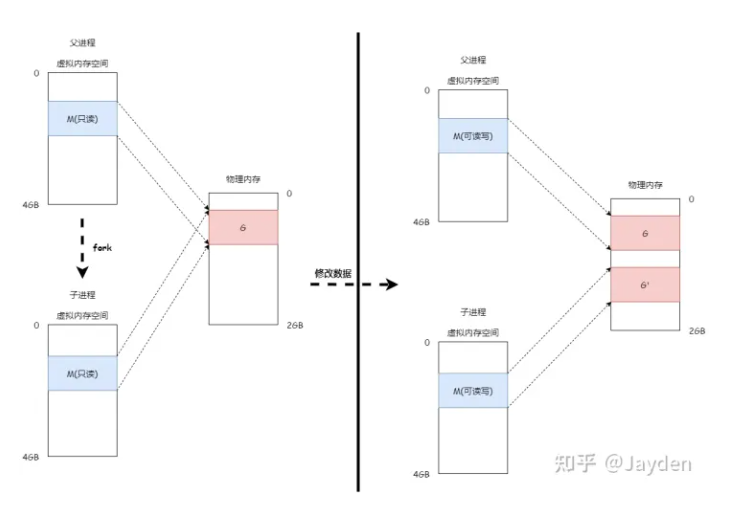 父进程
虚拟内存空间
0
M(只读)
4GB
fork
子进程
虚拟内存空间
0
M(只读)
4GB
物理内存
0
G
2GB
修改数据
父进程
虚拟内存空间
0
M(可读写)
4GB
子进程
虚拟内存空间
0
M(可读写)
4GB
物理内存
0
G
G'
2GB
知乎 @Jayden